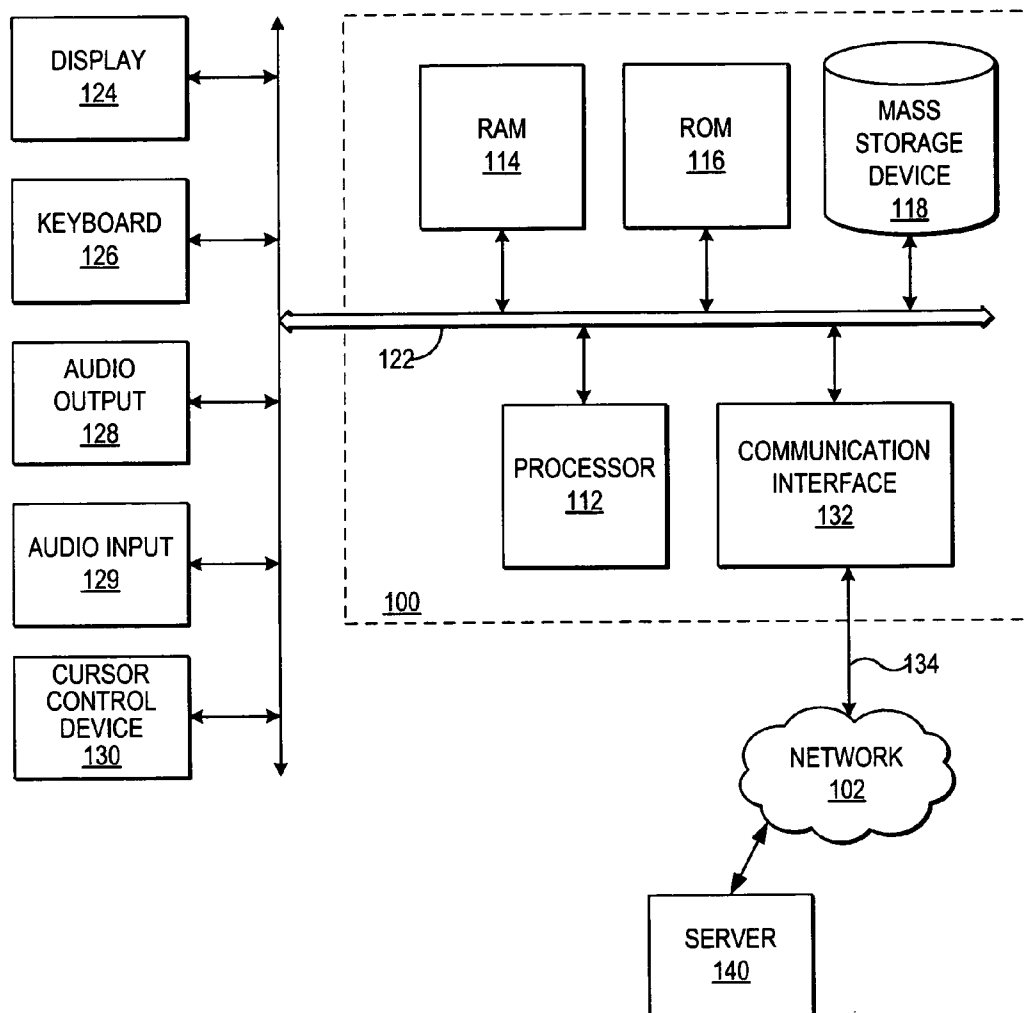 DISPLAY
124
KEYBOARD
126
AUDIO
OUTPUT
128
AUDIO INPUT
129
CURSOR
CONTROL
DEVICE
130
RAM
114
ROM
116
MASS
STORAGE
DEVICE
118
122
PROCESSOR
112
COMMUNICATION
INTERFACE
132
100
134
NETWORK
102
SERVER
140